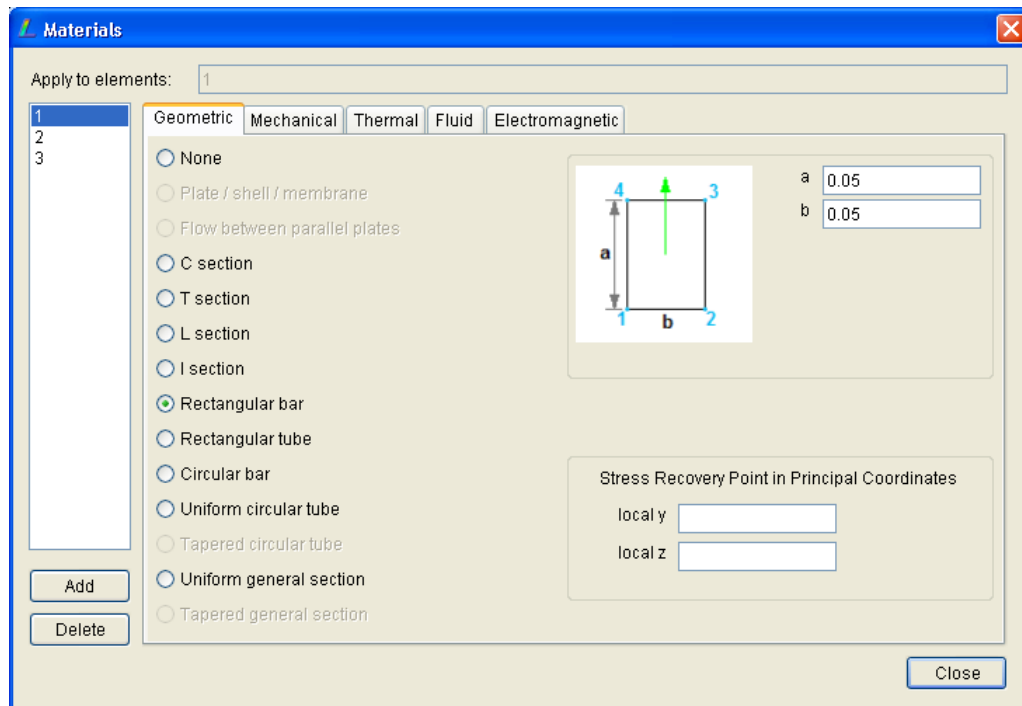 Materials
Apply to elements: 1
1
2
3
Geometric Mechanical Thermal Fluid Electromagnetic
None
Plate / shell / membrane
Flow between parallel plates
C section
T section
L section
I section
Rectangular bar
Rectangular tube
Circular bar
Uniform circular tube
Tapered circular tube
Uniform general section
Tapered general section
4 3
a
1 b 2
a 0.05
b 0.05
Stress Recovery Point in Principal Coordinates
local y
local z
Add
Delete
Close